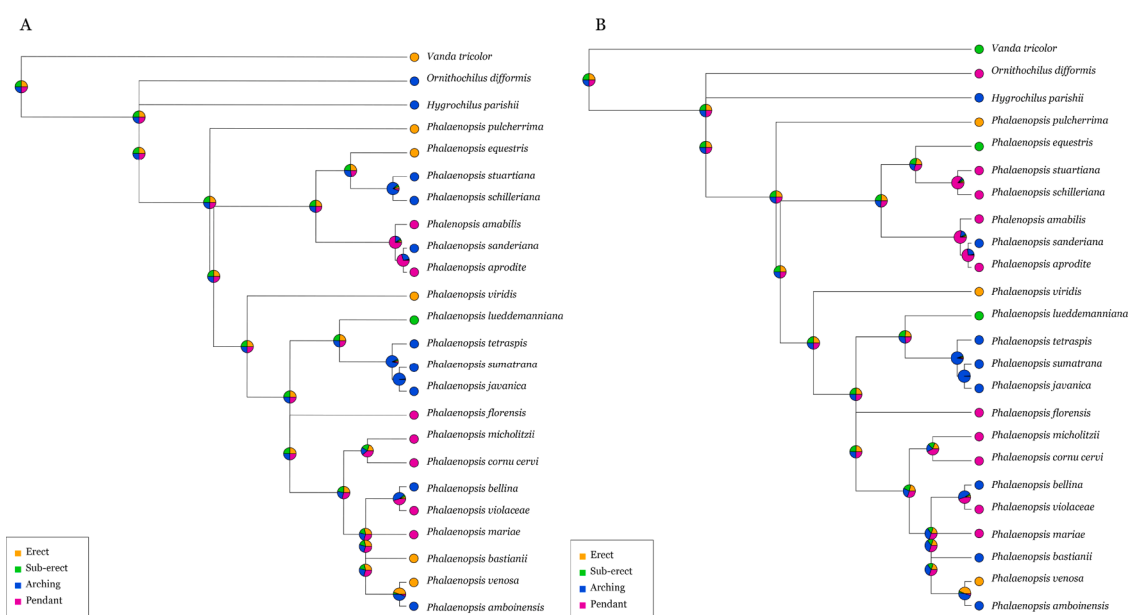 A
Vanda tricolor
Ornithochilus difformis
Hygrochilus parishii
Phalaenopsis pulcherrima
Phalaenopsis equestris
Phalaenopsis stuartiana
Phalaenopsis schilleriana
Phalenopsis amabilis
Phalaenopsis sanderiana
Phalaenopsis aprodite
Phalaenopsis viridis
Phalaenopsis lueddemanniana
Phalaenopsis tetraspis
Phalaenopsis sumatrana
Phalaenopsis javanica
Phalaenopsis florensis
Phalaenopsis micholitzii
Phalaenopsis cornu cervi
Phalaenopsis bellina
Phalaenopsis violaceae
Phalaenopsis mariae
Phalaenopsis bastianii
Phalaenopsis venosa
Phalaenopsis amboinensis
Erect
Sub-erect
Arching
Pendant
B
Vanda tricolor
Ornithochilus difformis
Hygrochilus parishii
Phalaenopsis pulcherrima
Phalaenopsis equestris
Phalaenopsis stuartiana
Phalaenopsis schilleriana
Phalenopsis amabilis
Phalaenopsis sanderiana
Phalaenopsis aprodite
Phalaenopsis viridis
Phalaenopsis lueddemanniana
Phalaenopsis tetraspis
Phalaenopsis sumatrana
Phalaenopsis javanica
Phalaenopsis florensis
Phalaenopsis micholitzii
Phalaenopsis cornu cervi
Phalaenopsis bellina
Phalaenopsis violaceae
Phalaenopsis mariae
Phalaenopsis bastianii
Phalaenopsis venosa
Phalaenopsis amboinensis
Erect
Sub-erect
Arching
Pendant